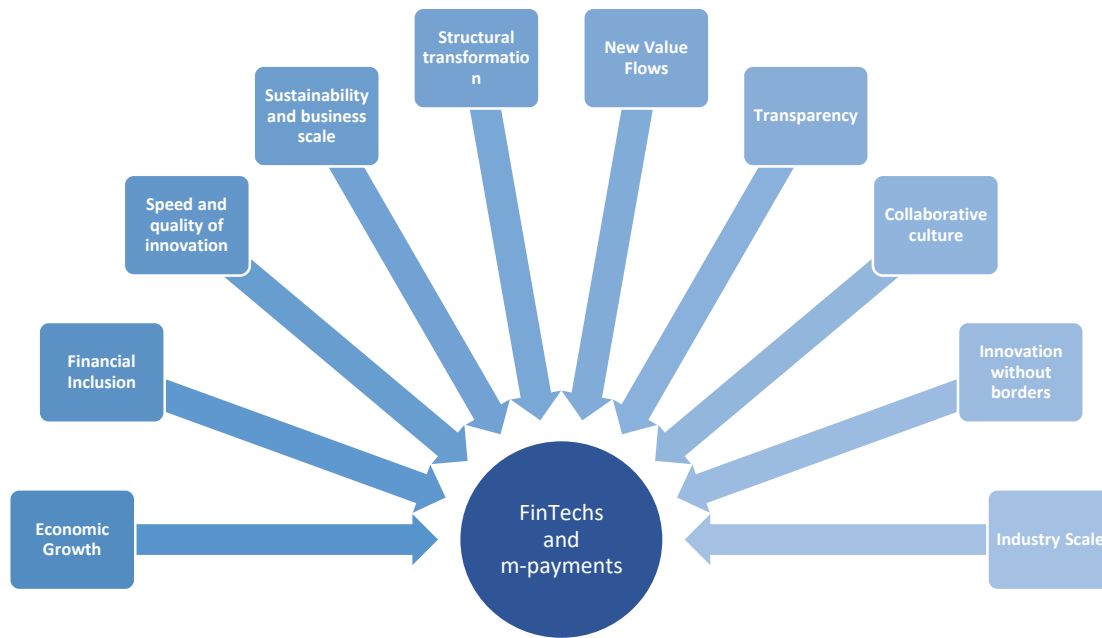 Economic
Growth
Financial
Inclusion
Speed and
quality of
innovation
Sustainability
and business
scale
Structural
transformatio
n
New Value
Flows
Transparency
Collaborative
culture
Innovation
without
borders
Industry Scale
FinTechs
and
m-payments